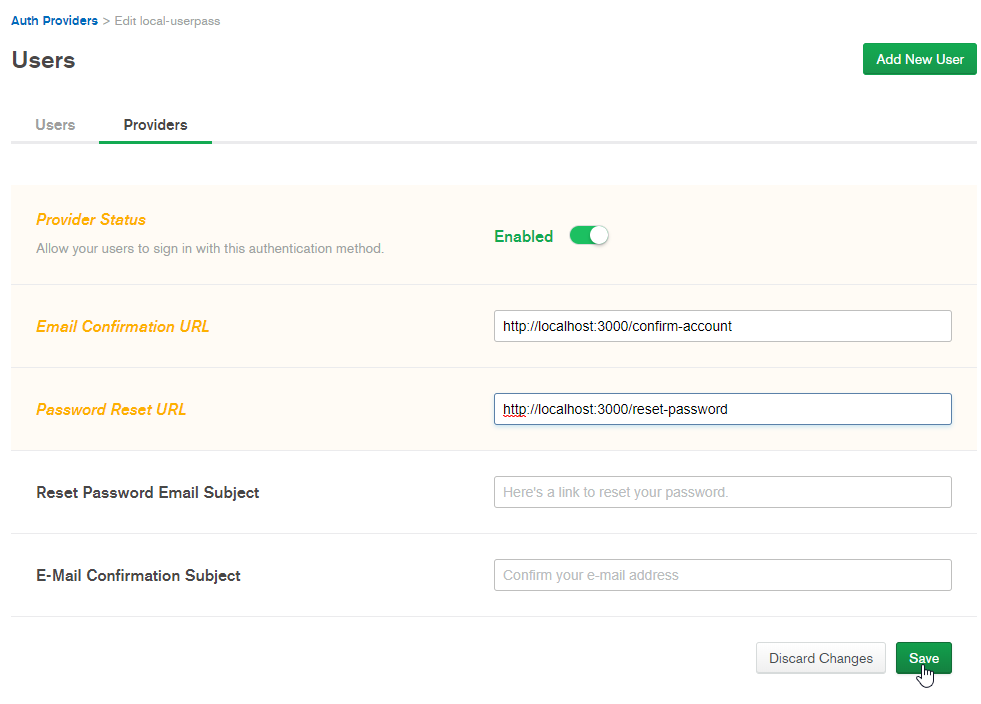 Auth Providers > Edit local-userpass
Users
Add New User
Users Providers
Provider Status
Allow your users to sign in with this authentication method.
Enabled
Email Confirmation URL
http://localhost:3000/confirm-account
Password Reset URL
http://localhost:3000/reset-password
Reset Password Email Subject
Here's a link to reset your password.
E-Mail Confirmation Subject
Confirm your e-mail address
Discard Changes Save